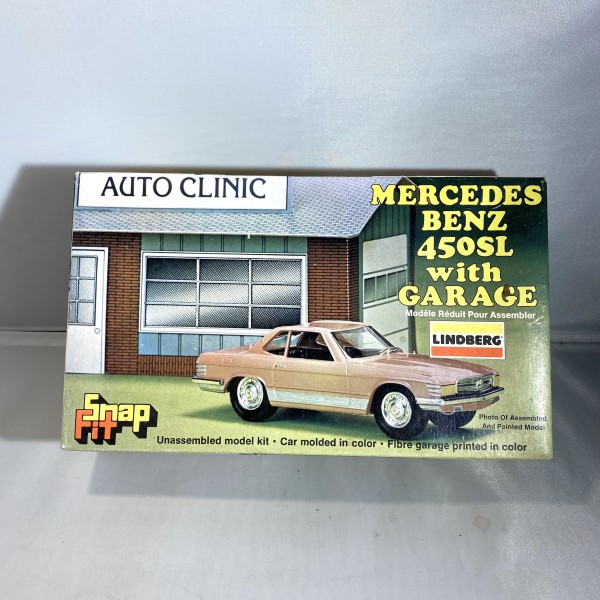 AUTO CLINIC
MERCEDES
BENZ
450SL
with
GARAGE
Modéle Réduit Pour Assembler
LINDBERG
Snap
Fit
Photo Of Assembled
And Painted Model
Unassembled model kit • Car molded in color • Fibre garage printed in color